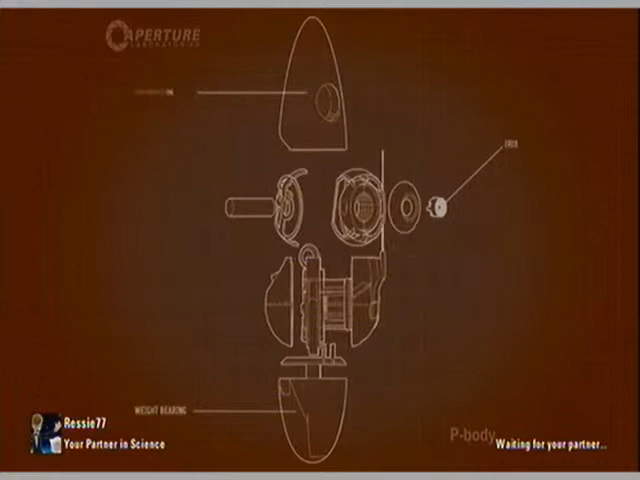 APERTURE
LABORATORIES
WEIGHT BEARING
Ressie77
Your Partner in Science
P-body
Waiting for your partner...